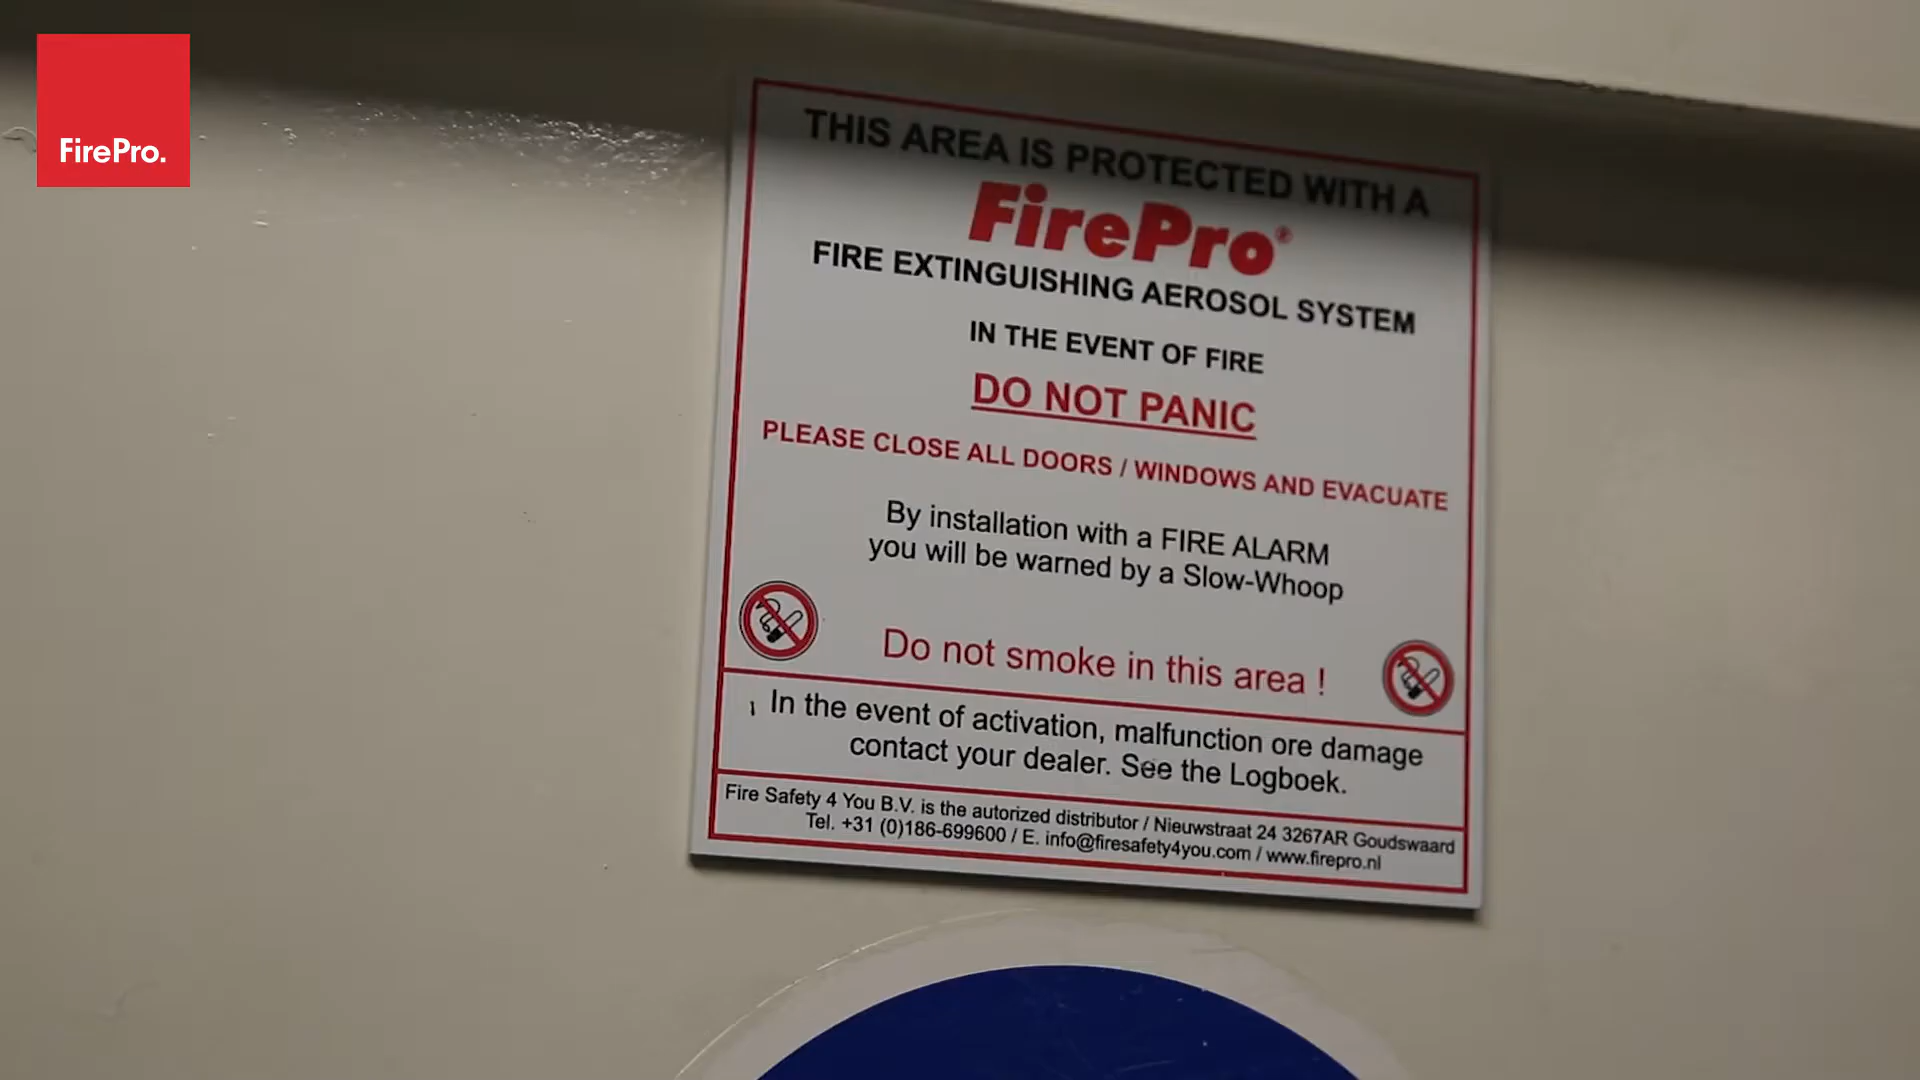 FirePro.
THIS AREA IS PROTECTED WITH A
FirePro®
FIRE EXTINGUISHING AEROSOL SYSTEM
IN THE EVENT OF FIRE
DO NOT PANIC
PLEASE CLOSE ALL DOORS / WINDOWS AND EVACUATE
By installation with a FIRE ALARM
you will be warned by a Slow-Whoop
Do not smoke in this area !
In the event of activation, malfunction ore damage
contact your dealer. See the Logboek.
Fire Safety 4 You B.V. is the autorized distributor / Nieuwstraat 24 3267AR Goudswaard
Tel. +31 (0)186-699600 / E. info@firesafety4you.com / www.firepro.nl